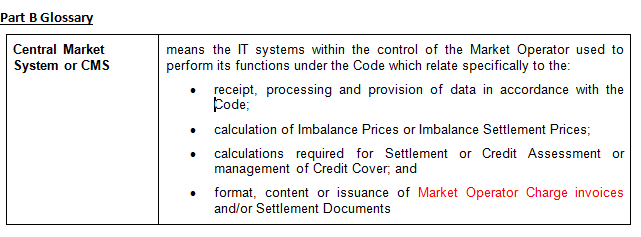 Part B Glossary
Central Market
System or CMS
means the IT systems within the control of the Market Operator used to
perform its functions under the Code which relate specifically to the:
• receipt, processing and provision of data in accordance with the
Code;
• calculation of Imbalance Prices or Imbalance Settlement Prices;
• calculations required for Settlement or Credit Assessment or
management of Credit Cover; and
• format, content or issuance of Market Operator Charge invoices
and/or Settlement Documents